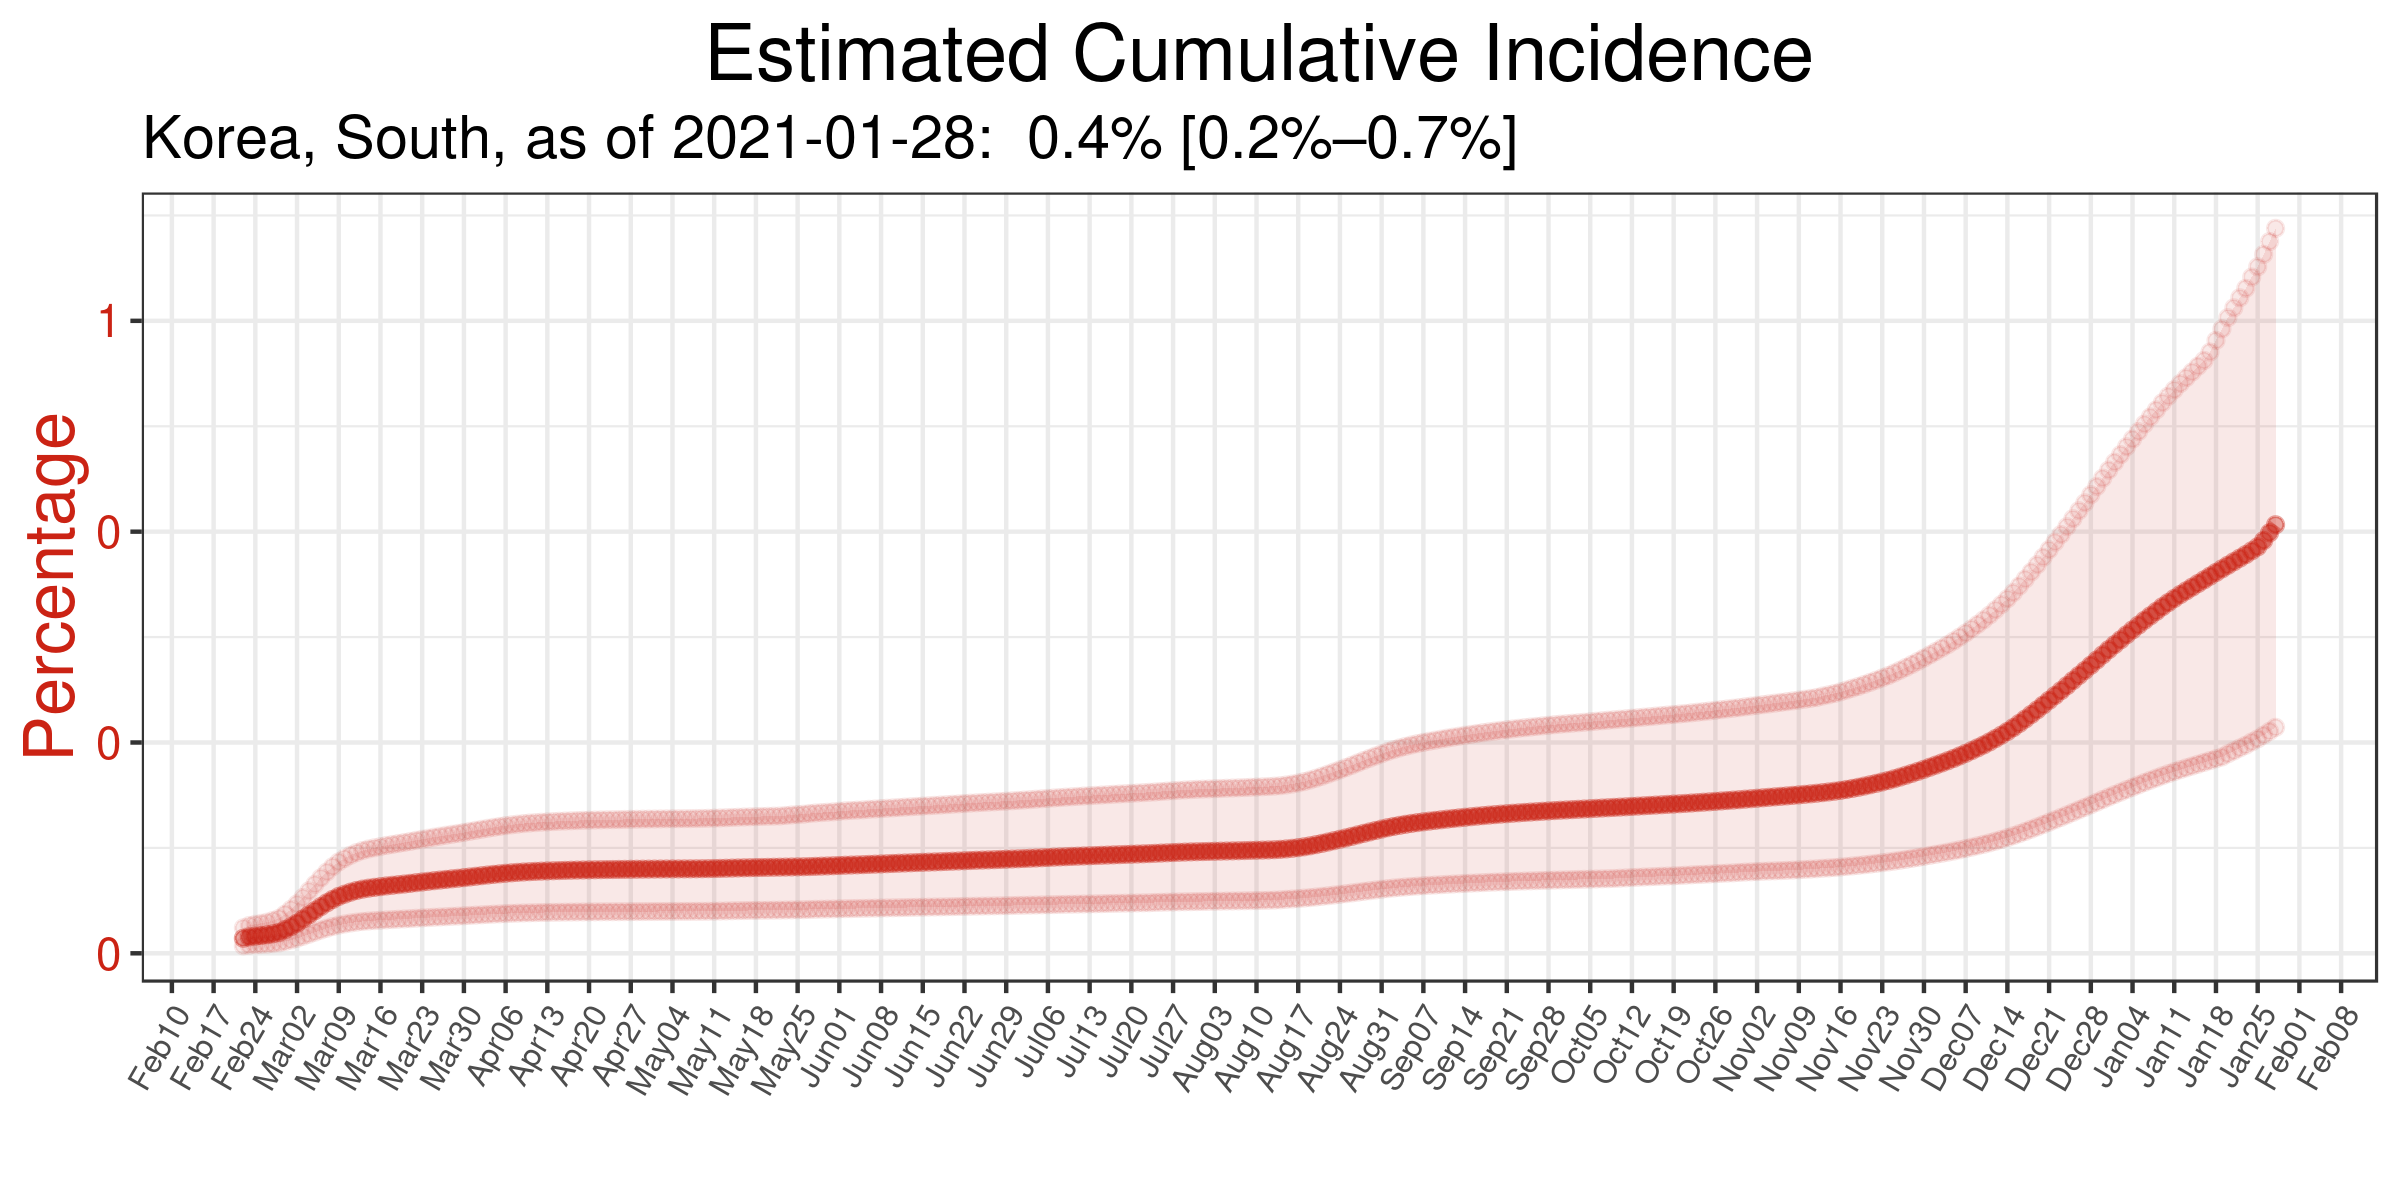 Estimated Cumulative Incidence
Korea, South, as of 2021-01-28:  0.4% [0.2%–0.7%]
Percentage
1
0
0
0
Feb10
Feb17
Feb24
Mar02
Mar09
Mar16
Mar23
Mar30
Apr06
Apr13
Apr20
Apr27
May04
May11
May18
May25
Jun01
Jun08
Jun15
Jun22
Jun29
Jul06
Jul13
Jul20
Jul27
Aug03
Aug10
Aug17
Aug24
Aug31
Sep07
Sep14
Sep21
Sep28
Oct05
Oct12
Oct19
Oct26
Nov02
Nov09
Nov16
Nov23
Nov30
Dec07
Dec14
Dec21
Dec28
Jan04
Jan11
Jan18
Jan25
Feb01
Feb08